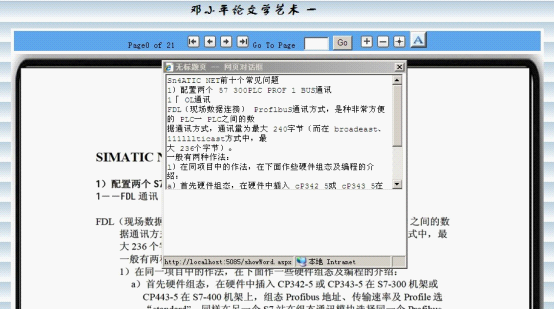 邓小平论文学艺术 一
Page0 of 21 Go To Page Go A
无标题页 -- 网页对话框
Sn4ATIC NET前十个常见问题
1）配置两个 57 300PLC PROF 1 BUS通讯
1「 OL通讯
FDL（现场数据连务） ProflbuS通讯方式，是种非常方便
的 PLC一 PLC之间的数
据通讯方式，通讯量为最大 240字节（而在 broadeast、
lllllllticast方式中，最
大 236个字节）。
一般有两种作法：
1）在同项目中的作法，在下面作些硬件组态及编程的介
绍：
a）首先硬件组态，在硬件中插入 cP342 5或 cP343 5在
http://localhost:5085/showWord.aspx 本地 Intranet
SIMATIC N
1）配置两个 S7
1－－FDL 通讯
FDL（现场数据 之间的数
据通讯方式 式中，最
大 236 个
一般有两
1）在同一项目中的作法，在下面作一些硬件组态及编程的介绍：
a）首先硬件组态，在硬件中插入 CP342-5 或 CP343-5 在 S7-300 机架或
CP443-5 在 S7-400 机架上，组态 Profibus 地址、传输速率及 Profile 选